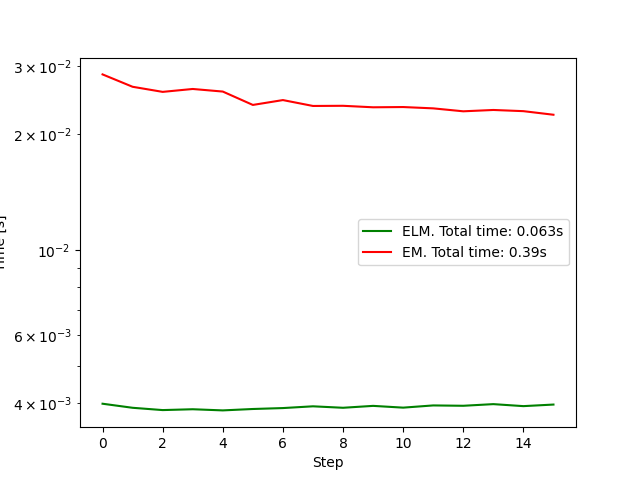 3 × 10⁻²
2 × 10⁻²
10⁻²
6 × 10⁻³
4 × 10⁻³
ELM. Total time: 0.063s
EM. Total time: 0.39s
0 2 4 6 8 10 12 14
Step